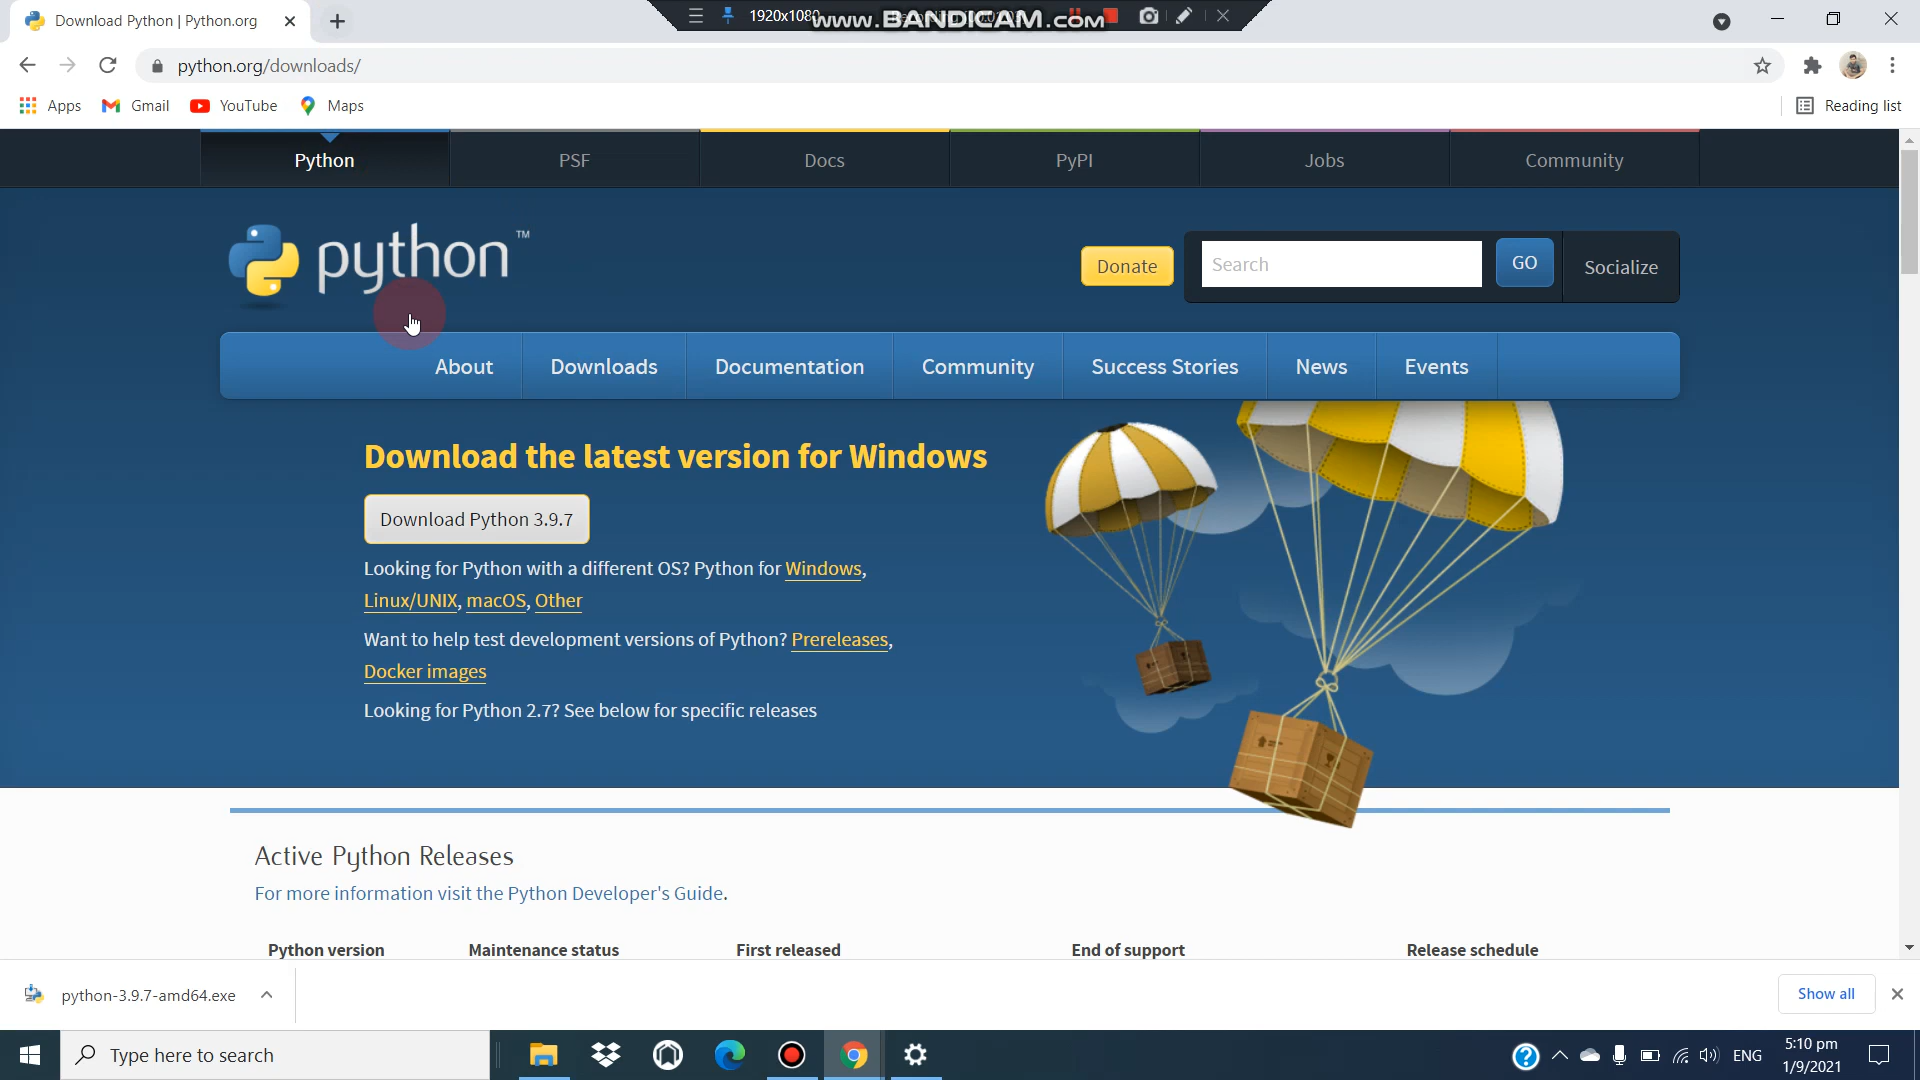 Download Python | Python.org
1920x1080
www.BANDICAM.com
python.org/downloads/
Apps
Gmail
YouTube
Maps
Reading list
Python
PSF
Docs
PyPI
Jobs
Community
python™
Donate
Search
GO
Socialize
About
Downloads
Documentation
Community
Success Stories
News
Events
Download the latest version for Windows
Download Python 3.9.7
Looking for Python with a different OS? Python for Windows,
Linux/UNIX, macOS, Other
Want to help test development versions of Python? Prereleases,
Docker images
Looking for Python 2.7? See below for specific releases
Active Python Releases
For more information visit the Python Developer's Guide.
Python version
Maintenance status
First released
End of support
Release schedule
python-3.9.7-amd64.exe
Show all
Type here to search
ENG
5:10 pm
1/9/2021